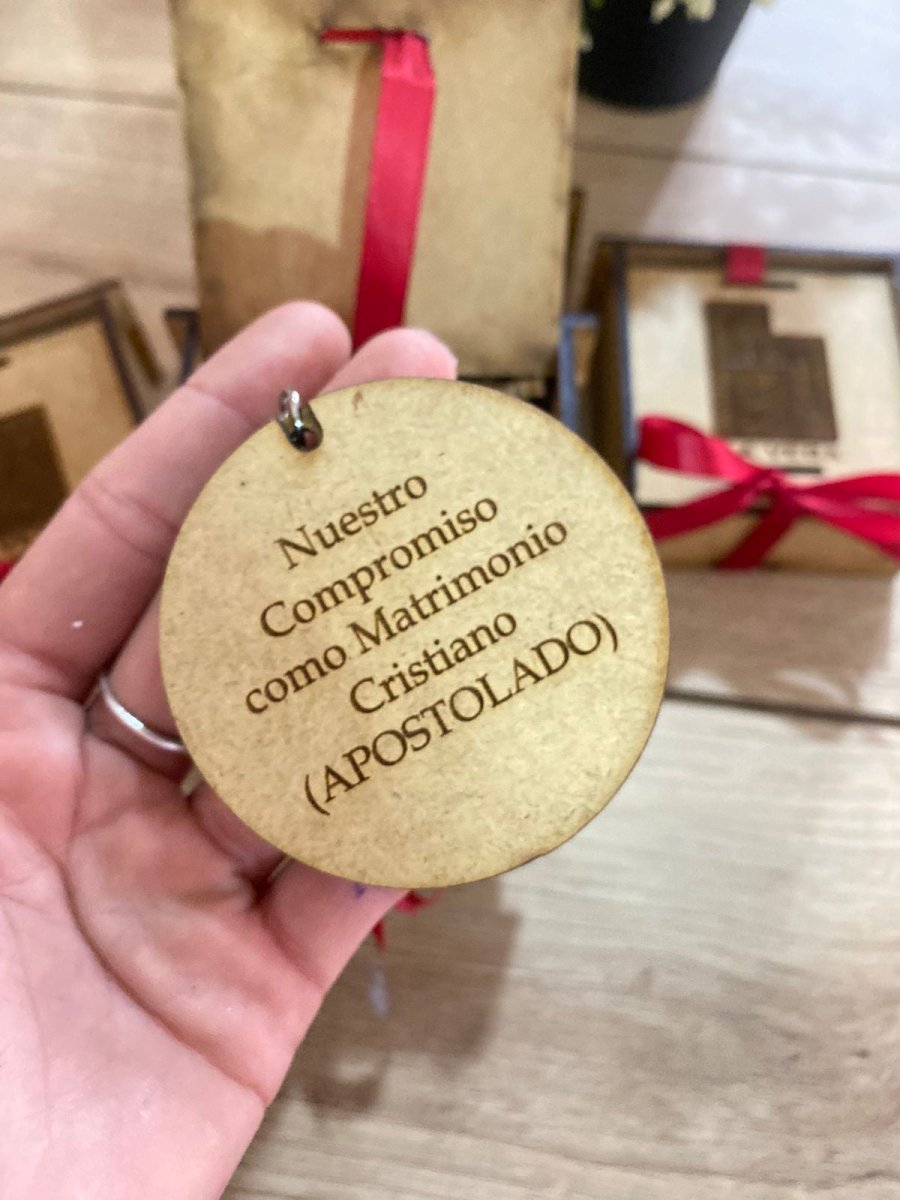 Nuestro
Compromiso
como Matrimonio
Cristiano
(APOSTOLADO)